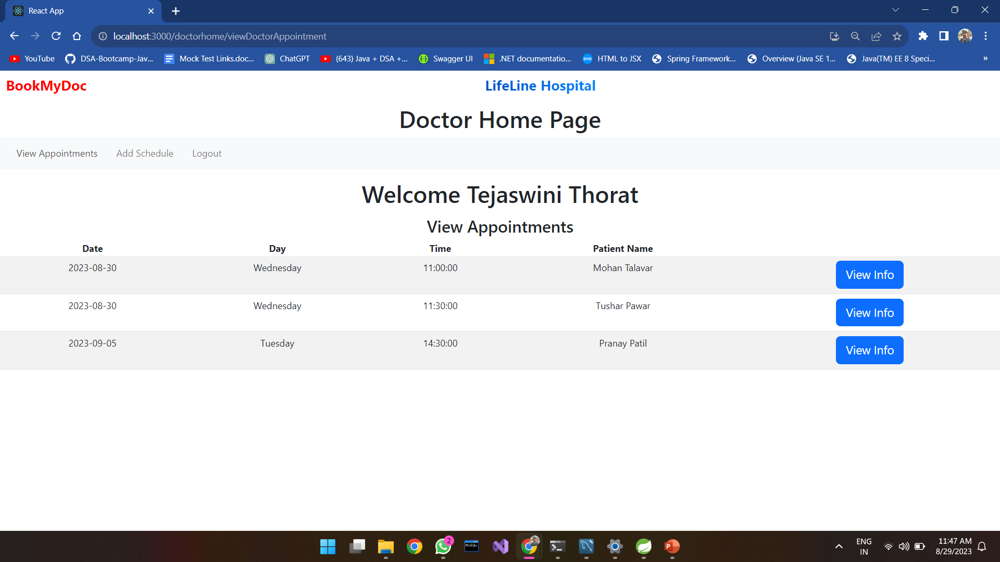 React App
localhost:3000/doctorhome/viewDoctorAppointment
YouTube DSA-Bootcamp-Jav... Mock Test Links.doc... ChatGPT (643) Java + DSA +... Swagger UI .NET documentatio... HTML to JSX Spring Framework... Overview (Java SE 1... Java(TM) EE 8 Speci... »
BookMyDoc LifeLine Hospital
Doctor Home Page
View Appointments Add Schedule Logout
Welcome Tejaswini Thorat
View Appointments
Date Day Time Patient Name
2023-08-30 Wednesday 11:00:00 Mohan Talavar View Info
2023-08-30 Wednesday 11:30:00 Tushar Pawar View Info
2023-09-05 Tuesday 14:30:00 Pranay Patil View Info
2
MySQL
P
ENG
IN
11:47 AM
8/29/2023